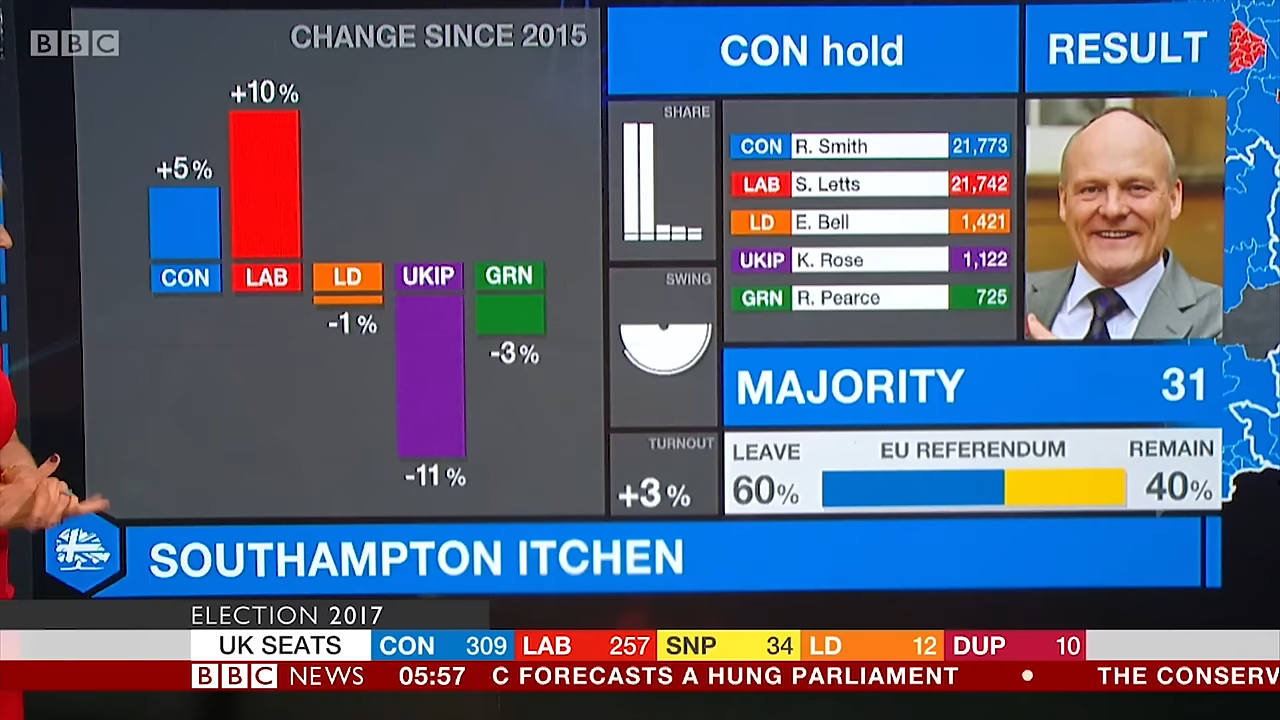 BBC
CHANGE SINCE 2015
+10%
+5%
CON
LAB
LD
UKIP
GRN
-1%
-3%
-11%
CON hold
RESULT
SHARE
CON R. Smith 21,773
LAB S. Letts 21,742
LD E. Bell 1,421
UKIP K. Rose 1,122
GRN R. Pearce 725
SWING
MAJORITY 31
TURNOUT
+3%
LEAVE EU REFERENDUM REMAIN
60% 40%
SOUTHAMPTON ITCHEN
ELECTION 2017
UK SEATS CON 309 LAB 257 SNP 34 LD 12 DUP 10
BBC NEWS 05:57 C FORECASTS A HUNG PARLIAMENT • THE CONSERV